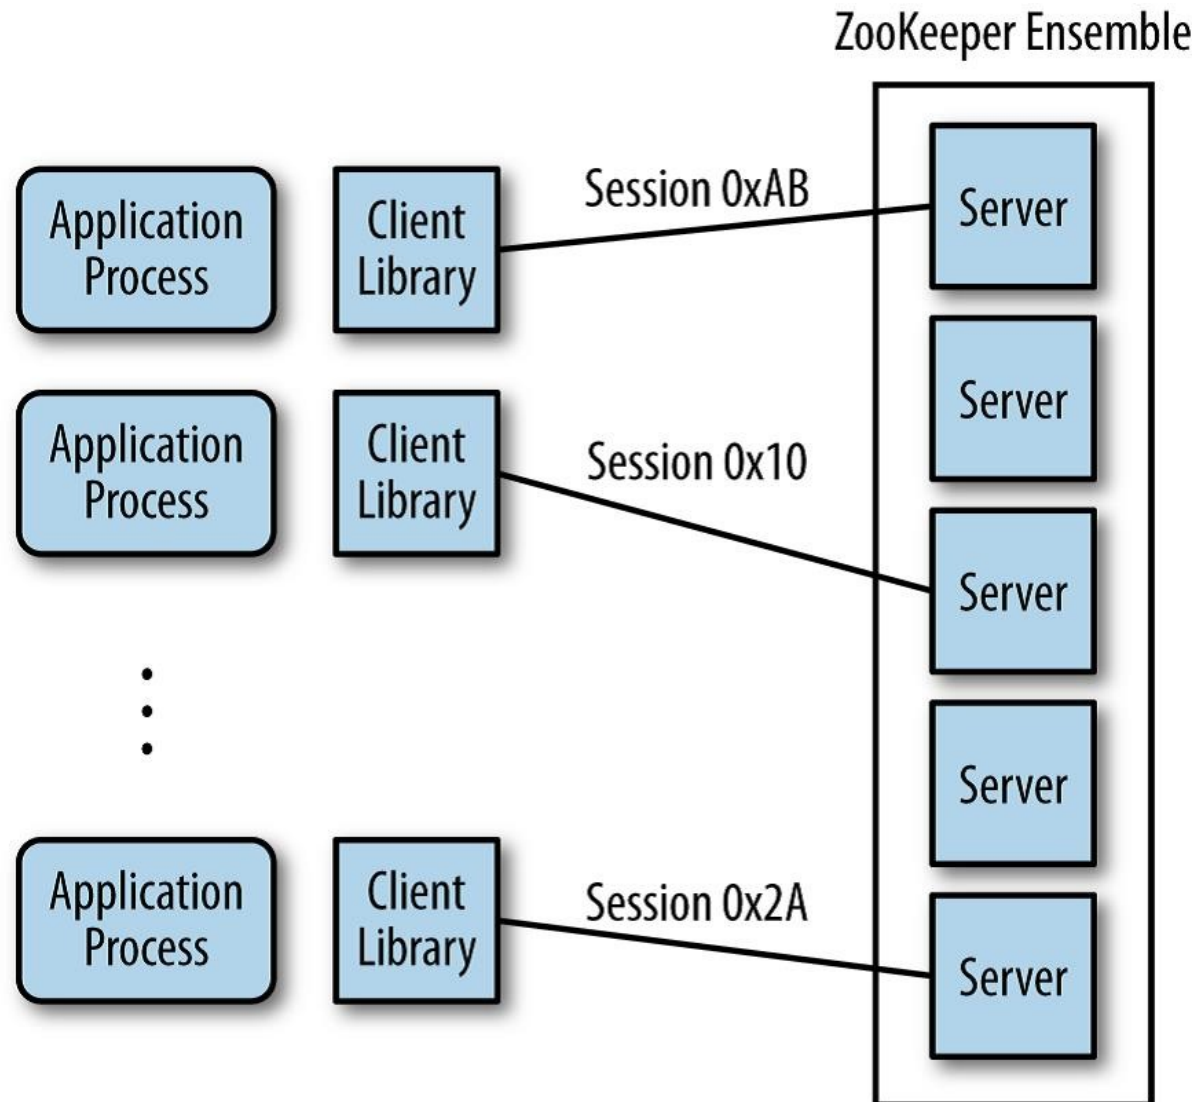 ZooKeeper Ensemble
Application
Process
Client
Library
Session 0xAB
Server
Server
Application
Process
Client
Library
Session 0x10
Server
Server
Application
Process
Client
Library
Session 0x2A
Server